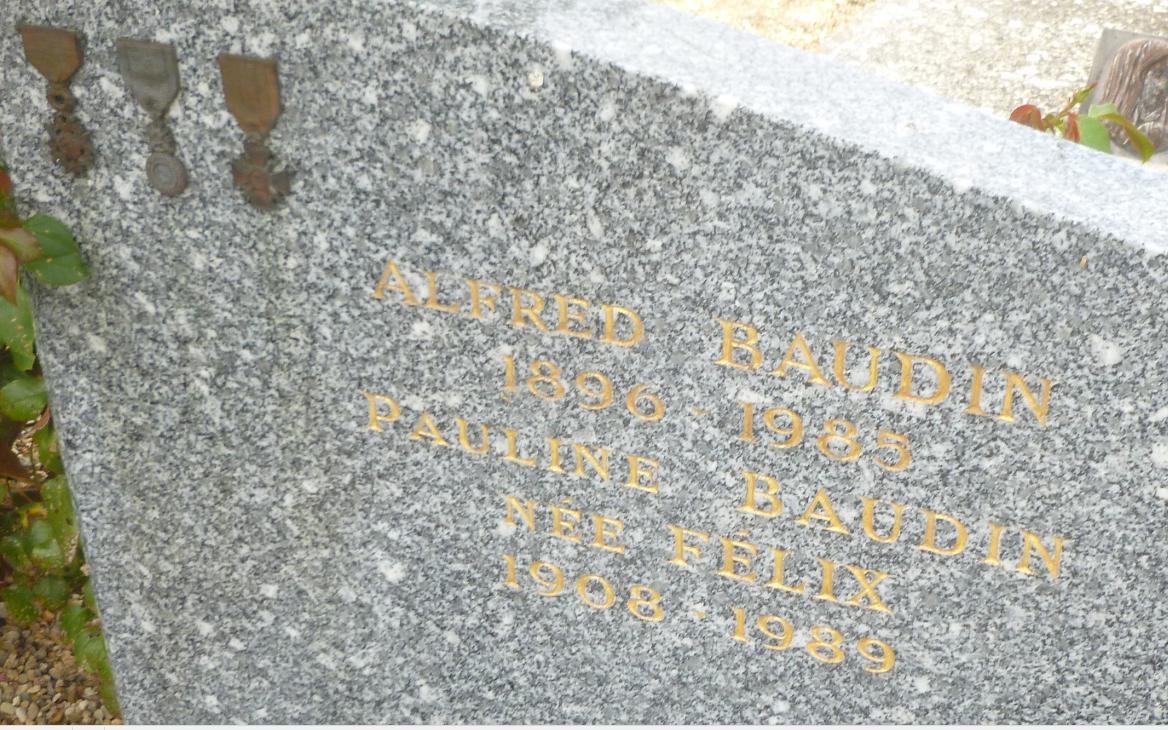 ALFRED BAUDIN
1896 - 1985
PAULINE BAUDIN
NÉE FÉLIX
1908 - 1989